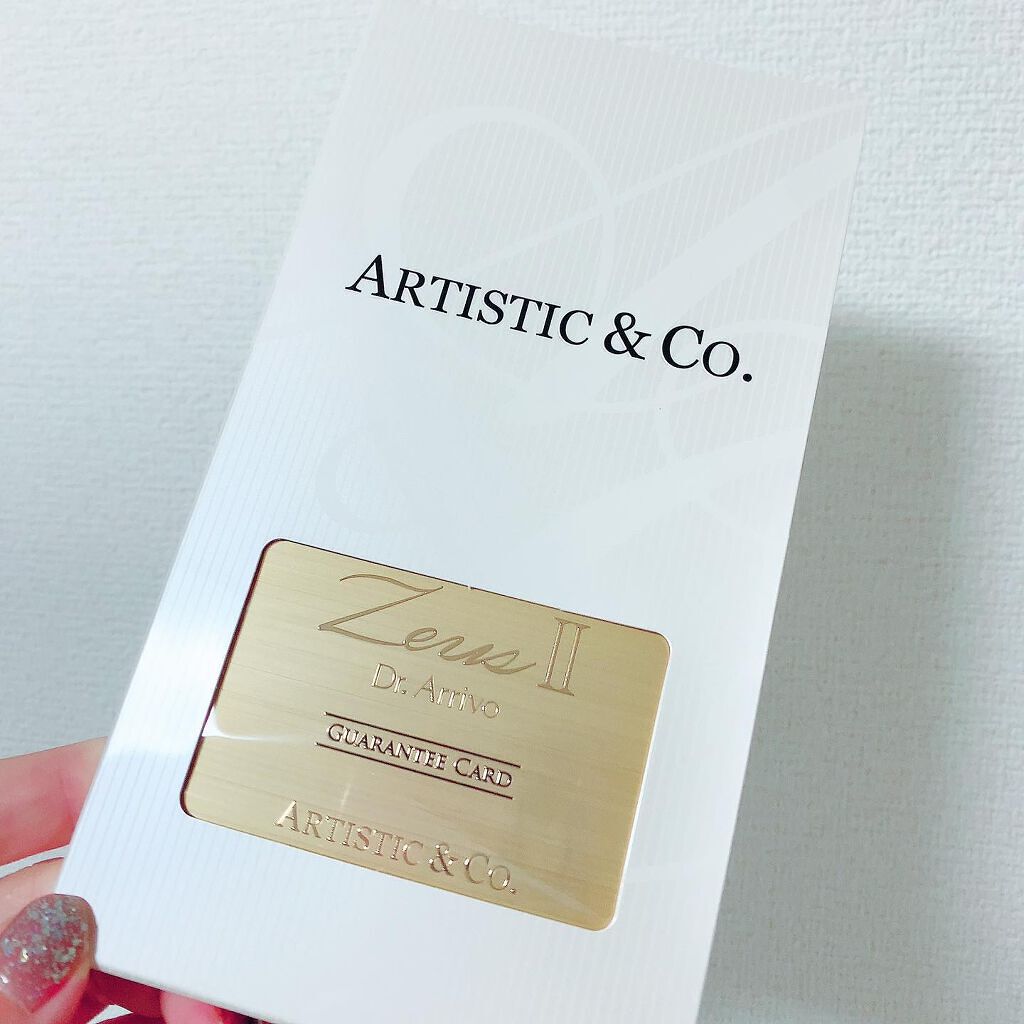 ARTISTIC & CO.
Zeus II
Dr. Arrivo
GUARANTEE CARD
ARTISTIC & CO.